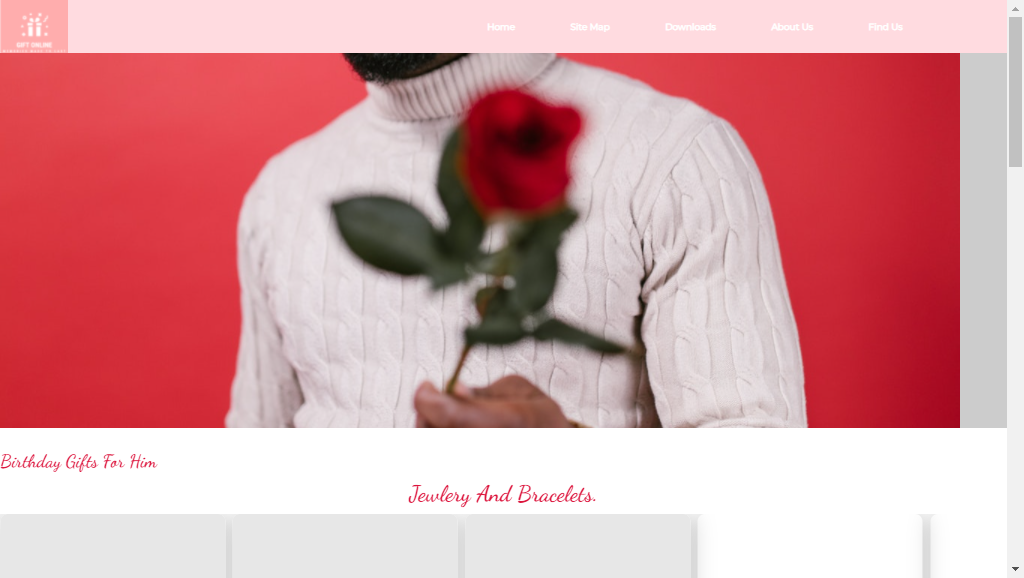 GIFT ONLINE
Home
Site Map
Downloads
About Us
Find Us
Birthday Gifts For Him
Jewlery And Bracelets.